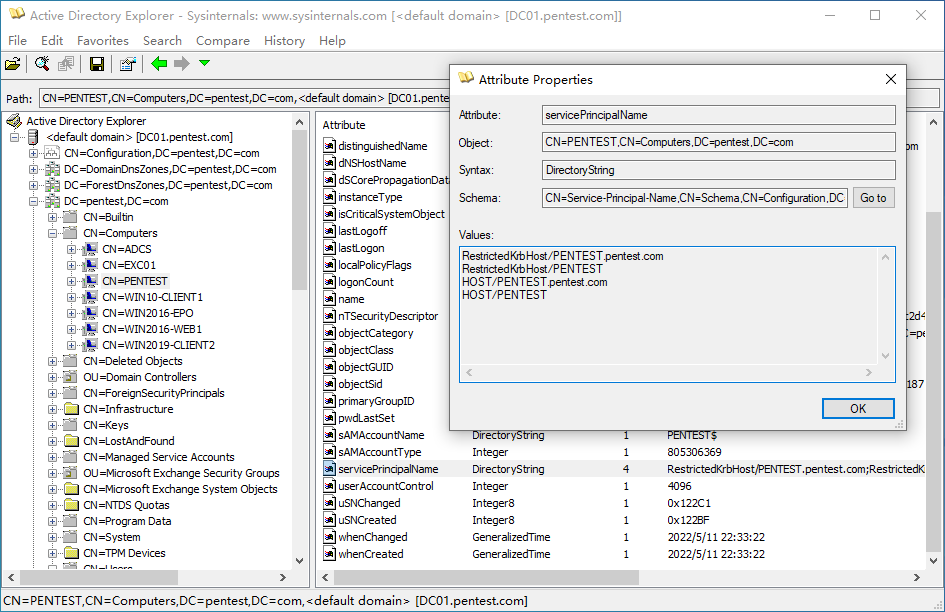 Active Directory Explorer - Sysinternals: www.sysinternals.com [<default domain> [DC01.pentest.com]]
File Edit Favorites Search Compare History Help
Path: CN=PENTEST,CN=Computers,DC=pentest,DC=com,<default domain> [DC01.pente
Active Directory Explorer
<default domain> [DC01.pentest.com]
CN=Configuration,DC=pentest,DC=com
DC=DomainDnsZones,DC=pentest,DC=com
DC=ForestDnsZones,DC=pentest,DC=com
DC=pentest,DC=com
CN=Builtin
CN=Computers
CN=ADCS
CN=EXC01
CN=PENTEST
CN=WIN10-CLIENT1
CN=WIN2016-EPO
CN=WIN2016-WEB1
CN=WIN2019-CLIENT2
CN=Deleted Objects
OU=Domain Controllers
CN=ForeignSecurityPrincipals
CN=Infrastructure
CN=Keys
CN=LostAndFound
CN=Managed Service Accounts
OU=Microsoft Exchange Security Groups
CN=Microsoft Exchange System Objects
CN=NTDS Quotas
CN=Program Data
CN=System
CN=TPM Devices
CN=Users
Attribute
distinguishedName om
dNSHostName
dSCorePropagationDat
instanceType
isCriticalSystemObject
lastLogoff
lastLogon
localPolicyFlags
logonCount
name
nTSecurityDescriptor c2d4
objectCategory =pe
objectClass
objectGUID
objectSid 187
primaryGroupID
pwdLastSet
sAMAccountName DirectoryString 1 PENTEST$
sAMAccountType Integer 1 805306369
servicePrincipalName DirectoryString 4 RestrictedKrbHost/PENTEST.pentest.com;RestrictedK
userAccountControl Integer 1 4096
uSNChanged Integer8 1 0x122C1
uSNCreated Integer8 1 0x122BF
whenChanged GeneralizedTime 1 2022/5/11 22:33:22
whenCreated GeneralizedTime 1 2022/5/11 22:33:22
Attribute Properties
Attribute: servicePrincipalName
Object: CN=PENTEST,CN=Computers,DC=pentest,DC=com
Syntax: DirectoryString
Schema: CN=Service-Principal-Name,CN=Schema,CN=Configuration,DC Go to
Values:
RestrictedKrbHost/PENTEST.pentest.com
RestrictedKrbHost/PENTEST
HOST/PENTEST.pentest.com
HOST/PENTEST
OK
CN=PENTEST,CN=Computers,DC=pentest,DC=com,<default domain> [DC01.pentest.com]